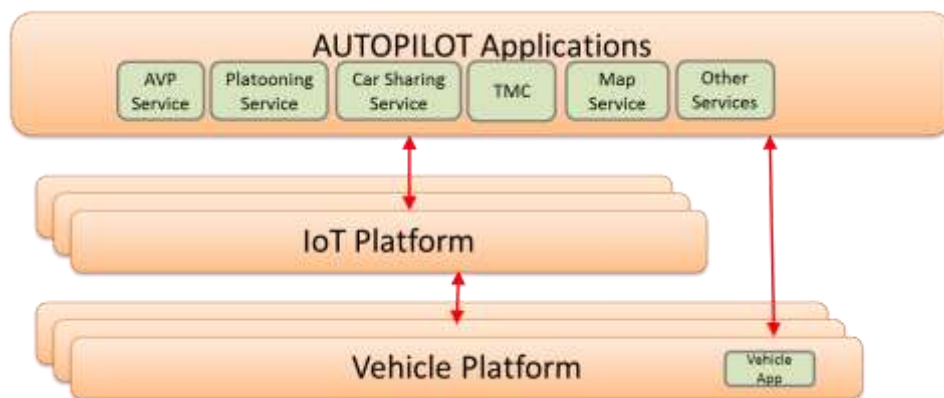 AUTOPILOT Applications
AVP
Service
Platooning
Service
Car Sharing
Service
TMC
Map
Service
Other
Services
IoT Platform
Vehicle Platform
Vehicle
App